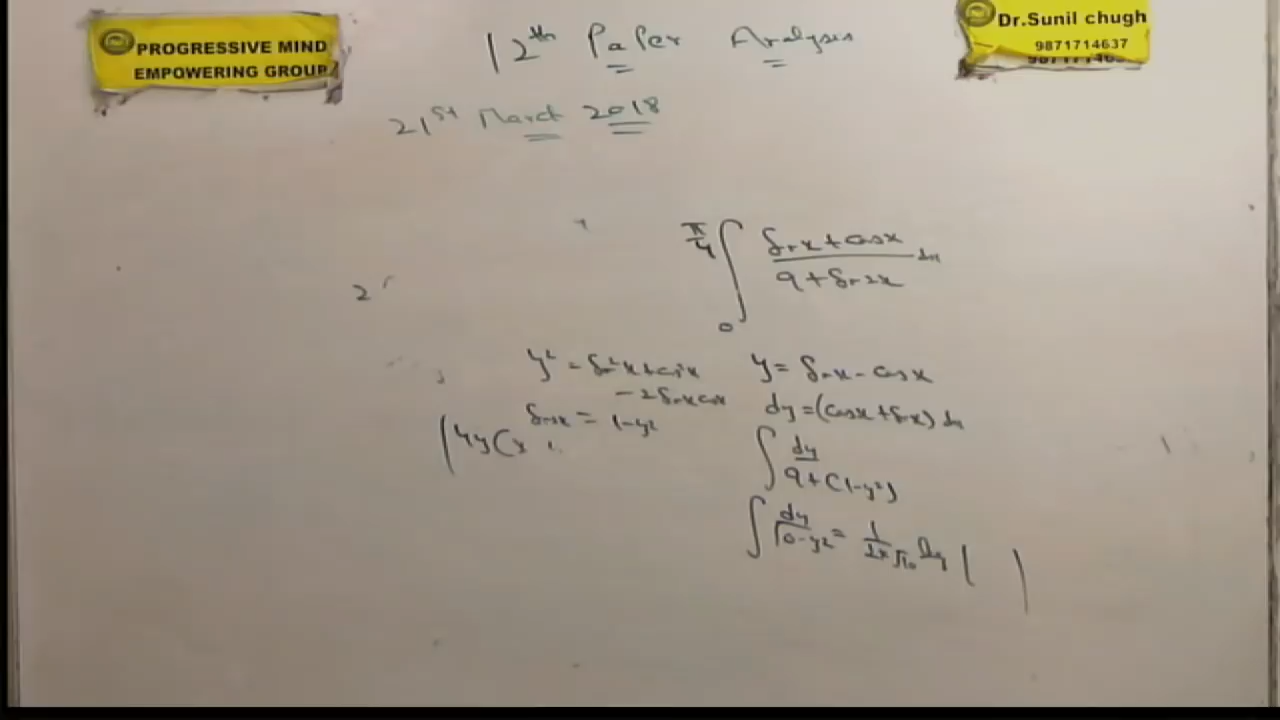 PROGRESSIVE MIND
EMPOWERING GROUP
Dr.Sunil chugh
9871714637
12th Paper Analysis
21st March 2018
∫₀^(π/4) (sin x + cos x)/(9 + sin 2x) dx
y² = sin²x + cos²x
- 2 sin x cos x
sin 2x = 1 - y²
y = sin x - cos x
dy = (cos x + sin x) dx
∫ dy/(9 + (1 - y²))
∫ dy/(10 - y²) = 1/(2×√10) log | |